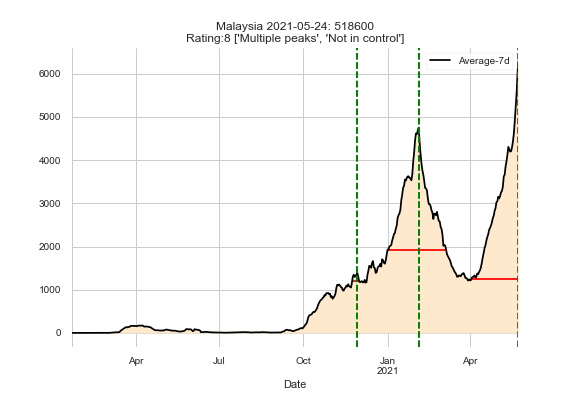 Malaysia 2021-05-24: 518600
Rating:8 ['Multiple peaks', 'Not in control']
Average-7d
6000
5000
4000
3000
2000
1000
0
Apr
Jul
Oct
Jan
2021
Apr
Date